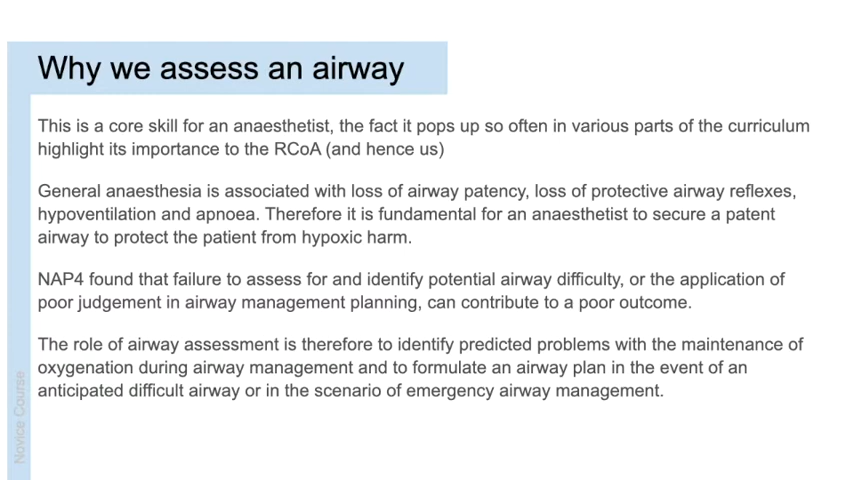 Why we assess an airway
This is a core skill for an anaesthetist, the fact it pops up so often in various parts of the curriculum
highlight its importance to the RCoA (and hence us)
General anaesthesia is associated with loss of airway patency, loss of protective airway reflexes,
hypoventilation and apnoea. Therefore it is fundamental for an anaesthetist to secure a patent
airway to protect the patient from hypoxic harm.
NAP4 found that failure to assess for and identify potential airway difficulty, or the application of
poor judgement in airway management planning, can contribute to a poor outcome.
The role of airway assessment is therefore to identify predicted problems with the maintenance of
oxygenation during airway management and to formulate an airway plan in the event of an
anticipated difficult airway or in the scenario of emergency airway management.
Novice Course